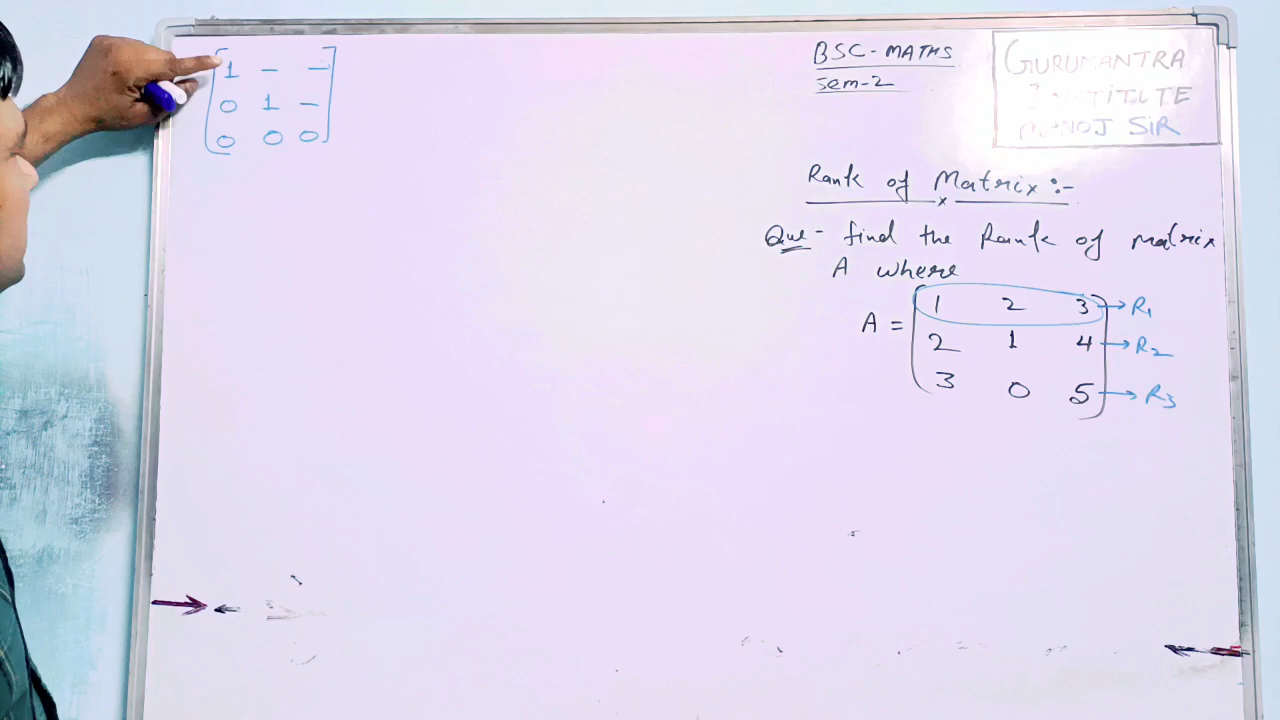 1 - -
0 1 -
0 0 0
BSC-MATHS
Sem-2
GURUMANTRA
INSTITUTE
MANOJ SIR
Rank of Matrix:-
Que- find the Rank of matrix
A where
A = 1 2 3 → R1
2 1 4 → R2
3 0 5 → R3